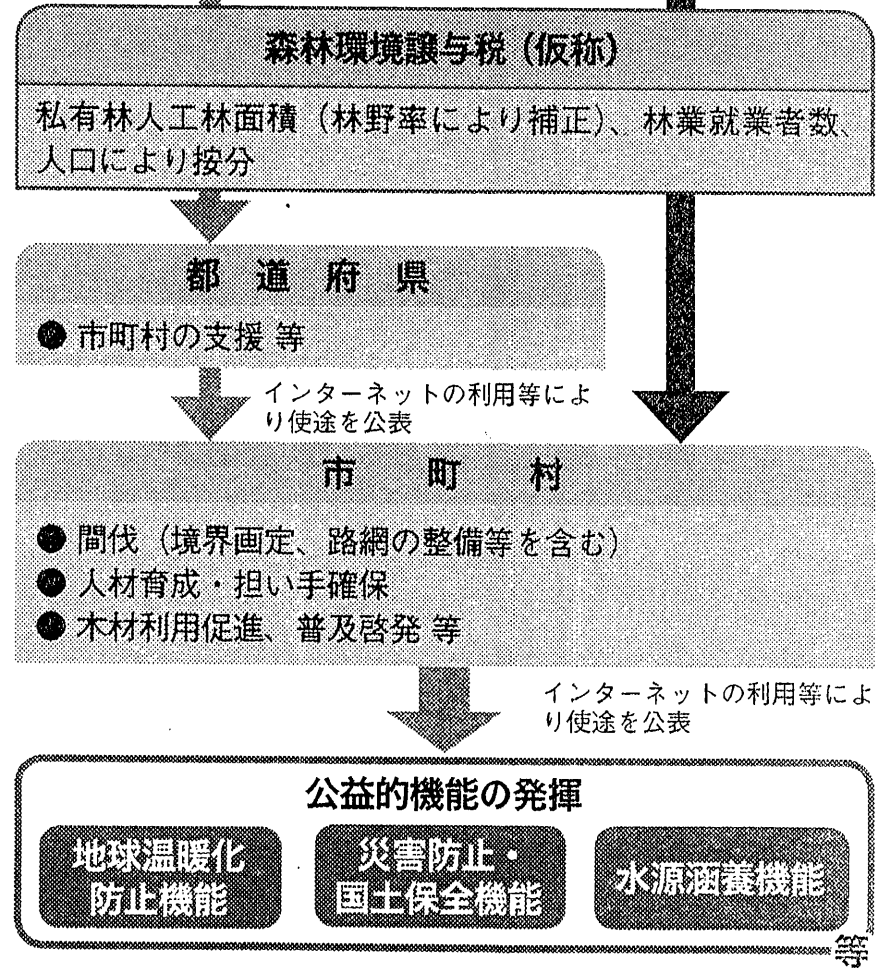 森林環境譲与税（仮称）
私有林人工林面積（林野率により補正）、林業就業者数、
人口により按分
都道府県
● 市町村の支援 等
インターネットの利用等によ
り使途を公表
市町村
● 間伐（境界画定、路網の整備等を含む）
● 人材育成・担い手確保
● 木材利用促進、普及啓発 等
インターネットの利用等によ
り使途を公表
公益的機能の発揮
地球温暖化
防止機能
災害防止・
国土保全機能
水源涵養機能
等